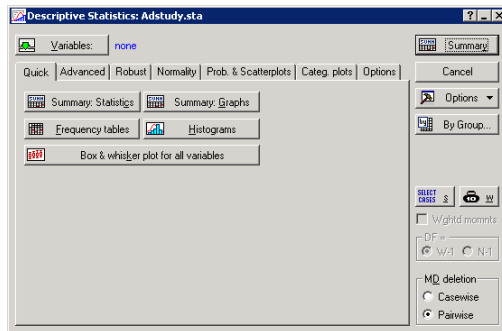 Descriptive Statistics: Adstudy.sta
Variables: none
Summary
Quick Advanced Robust Normality Prob. & Scatterplots Categ. plots Options
Cancel
Summary: Statistics Summary: Graphs
Options
Frequency tables Histograms
By Group...
Box & whisker plot for all variables
SELECT CASES S W
Wghtd momnts
DF =
W-1 N-1
MD deletion
Casewise
Pairwise